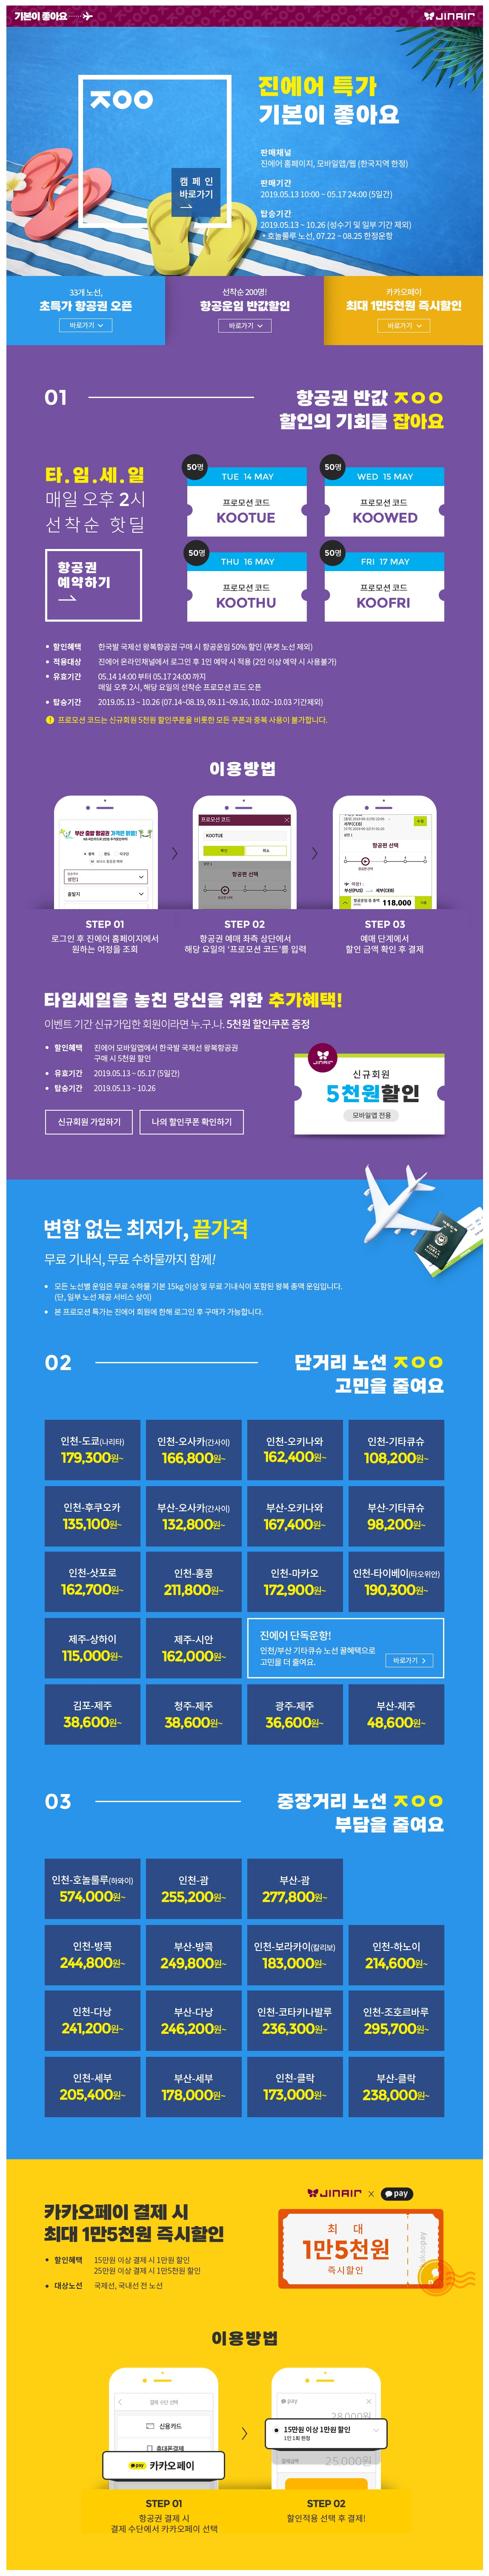 기본이 좋아요
JINAIR
ㅈㅇㅇ
캠 페 인
바로가기
진에어 특가
기본이 좋아요
판매채널
진에어 홈페이지, 모바일앱/웹 (한국지역 한정)
판매기간
2019.05.13 10:00 ~ 05.17 24:00 (5일간)
탑승기간
2019.05.13 ~ 10.26 (성수기 및 일부 기간 제외)
* 호놀룰루 노선, 07.22 ~ 08.25 한정운항
33개 노선,
초특가 항공권 오픈
바로가기
선착순 200명!
항공운임 반값할인
바로가기
카카오페이
최대 1만5천원 즉시할인
바로가기
01
항공권 반값 ㅈㅇㅇ
할인의 기회를 잡아요
타.임.세.일
매일 오후 2시
선착순 핫딜
항공권
예약하기
50명
TUE 14 MAY
프로모션 코드
KOOTUE
50명
WED 15 MAY
프로모션 코드
KOOWED
50명
THU 16 MAY
프로모션 코드
KOOTHU
50명
FRI 17 MAY
프로모션 코드
KOOFRI
• 할인혜택 한국발 국제선 왕복항공권 구매 시 항공운임 50% 할인 (푸켓 노선 제외)
• 적용대상 진에어 온라인채널에서 로그인 후 1인 예약 시 적용 (2인 이상 예약 시 사용불가)
• 유효기간 05.14 14:00 부터 05.17 24:00 까지
매일 오후 2시, 해당 요일의 선착순 프로모션 코드 오픈
• 탑승기간 2019.05.13 ~ 10.26 (07.14~08.19, 09.11~09.16, 10.02~10.03 기간제외)
! 프로모션 코드는 신규회원 5천원 할인쿠폰을 비롯한 모든 쿠폰과 중복 사용이 불가합니다.
이용방법
부산 출발 항공권 가격은 맑음!
성인1
출발지
프로모션 코드
KOOTUE
확인 취소
항공편 선택
세부(CEB)
항공편 선택
부산(PUS) 세부(CEB)
118,000
STEP 01
로그인 후 진에어 홈페이지에서
원하는 여정을 조회
STEP 02
항공권 예매 좌측 상단에서
해당 요일의 '프로모션 코드'를 입력
STEP 03
예매 단계에서
할인 금액 확인 후 결제
타임세일을 놓친 당신을 위한 추가혜택!
이벤트 기간 신규가입한 회원이라면 누.구.나. 5천원 할인쿠폰 증정
• 할인혜택 진에어 모바일앱에서 한국발 국제선 왕복항공권
구매 시 5천원 할인
• 유효기간 2019.05.13 ~ 05.17 (5일간)
• 탑승기간 2019.05.13 ~ 10.26
신규회원 가입하기
나의 할인쿠폰 확인하기
JINAIR
신규회원
5천원할인
모바일앱 전용
변함 없는 최저가, 끝가격
무료 기내식, 무료 수하물까지 함께!
• 모든 노선별 운임은 무료 수하물 기본 15kg 이상 및 무료 기내식이 포함된 왕복 총액 운임입니다.
(단, 일부 노선 제공 서비스 상이)
• 본 프로모션 특가는 진에어 회원에 한해 로그인 후 구매가 가능합니다.
02
단거리 노선 ㅈㅇㅇ
고민을 줄여요
인천-도쿄(나리타)
179,300원~
인천-오사카(간사이)
166,800원~
인천-오키나와
162,400원~
인천-기타큐슈
108,200원~
인천-후쿠오카
135,100원~
부산-오사카(간사이)
132,800원~
부산-오키나와
167,400원~
부산-기타큐슈
98,200원~
인천-삿포로
162,700원~
인천-홍콩
211,800원~
인천-마카오
172,900원~
인천-타이베이(타오위안)
190,300원~
제주-상하이
115,000원~
제주-시안
162,000원~
진에어 단독운항!
인천/부산 기타큐슈 노선 꿀혜택으로
고민을 더 줄여요.
바로가기
김포-제주
38,600원~
청주-제주
38,600원~
광주-제주
36,600원~
부산-제주
48,600원~
03
중장거리 노선 ㅈㅇㅇ
부담을 줄여요
인천-호놀룰루(하와이)
574,000원~
인천-괌
255,200원~
부산-괌
277,800원~
인천-방콕
244,800원~
부산-방콕
249,800원~
인천-보라카이(칼리보)
183,000원~
인천-하노이
214,600원~
인천-다낭
241,200원~
부산-다낭
246,200원~
인천-코타키나발루
236,300원~
인천-조호르바루
295,700원~
인천-세부
205,400원~
부산-세부
178,000원~
인천-클락
173,000원~
부산-클락
238,000원~
JINAIR x pay
카카오페이 결제 시
최대 1만5천원 즉시할인
• 할인혜택 15만원 이상 결제 시 1만원 할인
25만원 이상 결제 시 1만5천원 할인
• 대상노선 국제선, 국내선 전 노선
최 대
1만5천원
즉시할인
이용방법
결제 수단 선택
신용카드
휴대폰결제
pay 카카오페이
pay
28,000원
15만원 이상 1만원 할인
1인 1회 한정
25,000원
STEP 01
항공권 결제 시
결제 수단에서 카카오페이 선택
STEP 02
할인적용 선택 후 결제!